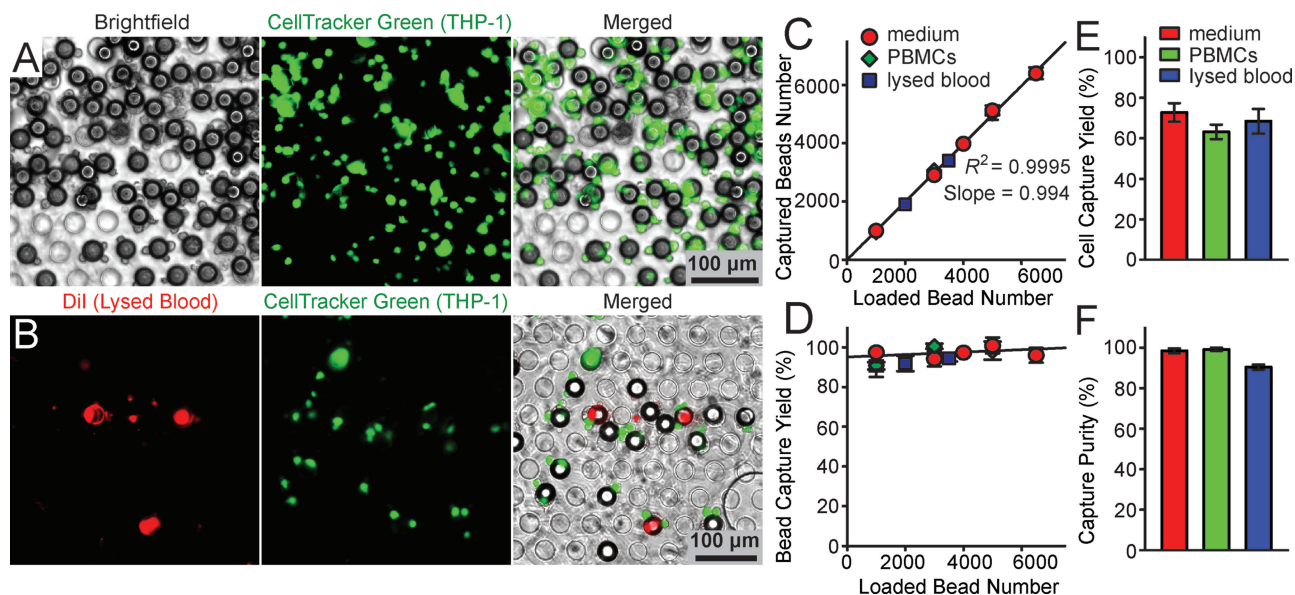 Brightfield
CellTracker Green (THP-1)
Merged
A
100 µm
DiI (Lysed Blood)
CellTracker Green (THP-1)
Merged
B
100 µm
C
medium
PBMCs
lysed blood
R² = 0.9995
Slope = 0.994
Captured Beads Number
6000
4000
2000
0
0 2000 4000 6000
Loaded Bead Number
D
Bead Capture Yield (%)
100
80
60
40
20
0
0 2000 4000 6000
Loaded Bead Number
E
medium
PBMCs
lysed blood
Cell Capture Yield (%)
100
80
60
40
20
0
F
Capture Purity (%)
100
80
60
40
20
0